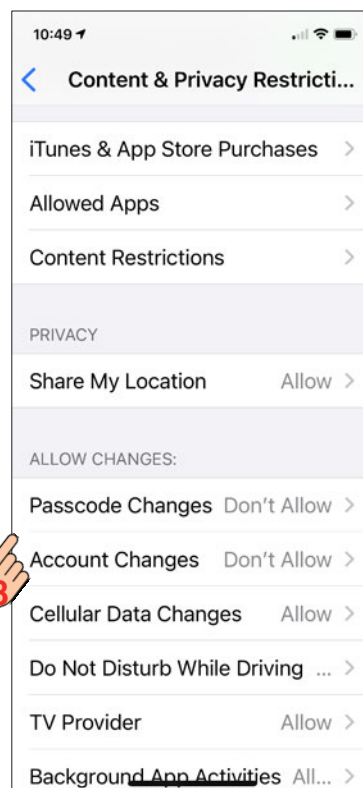 10:49
Content & Privacy Restricti...
iTunes & App Store Purchases
Allowed Apps
Content Restrictions
PRIVACY
Share My Location Allow
ALLOW CHANGES:
Passcode Changes Don't Allow
Account Changes Don't Allow
3
Cellular Data Changes Allow
Do Not Disturb While Driving ...
TV Provider Allow
Background App Activities All...